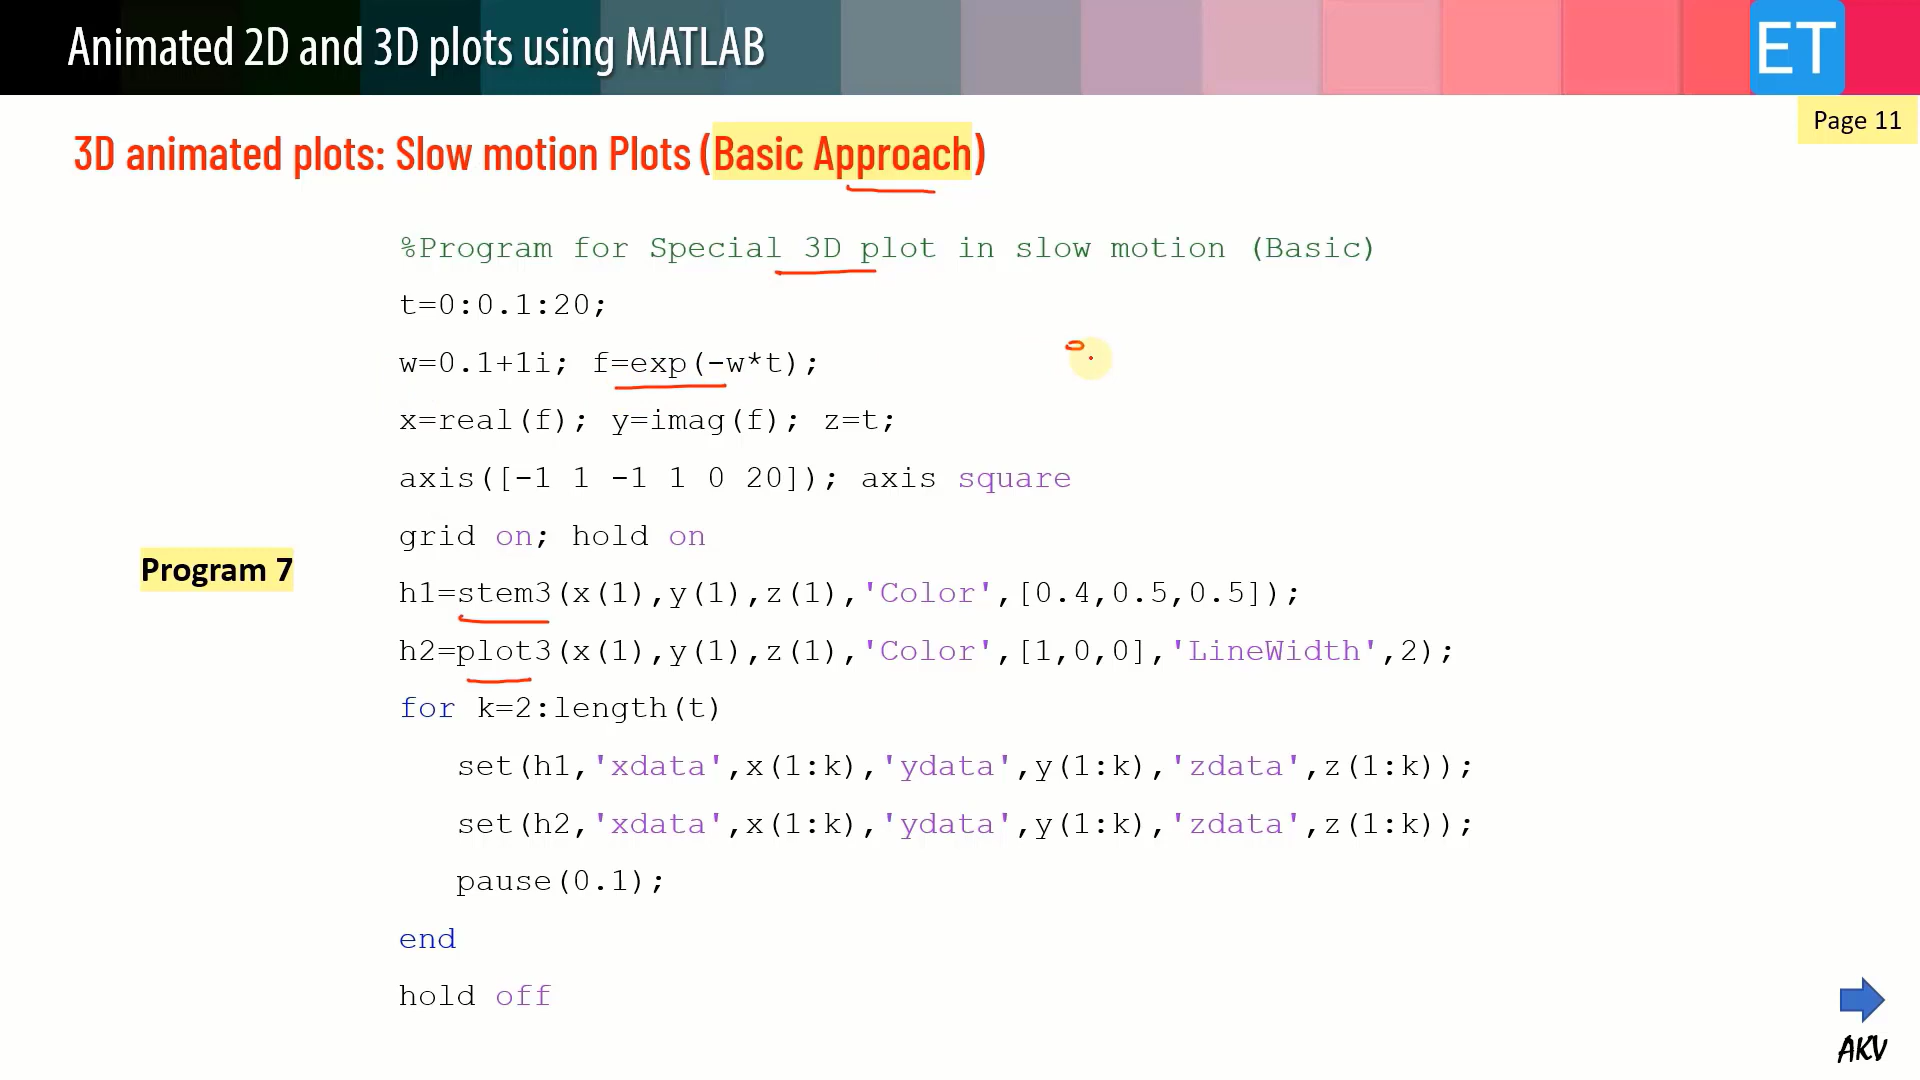 Animated 2D and 3D plots using MATLAB
ET
Page 11
3D animated plots: Slow motion Plots (Basic Approach)
%Program for Special 3D plot in slow motion (Basic)
t=0:0.1:20;
w=0.1+1i; f=exp(-w*t);
x=real(f); y=imag(f); z=t;
axis([-1 1 -1 1 0 20]); axis square
grid on; hold on
Program 7
h1=stem3(x(1),y(1),z(1),'Color',[0.4,0.5,0.5]);
h2=plot3(x(1),y(1),z(1),'Color',[1,0,0],'LineWidth',2);
for k=2:length(t)
set(h1,'xdata',x(1:k),'ydata',y(1:k),'zdata',z(1:k));
set(h2,'xdata',x(1:k),'ydata',y(1:k),'zdata',z(1:k));
pause(0.1);
end
hold off
AKV